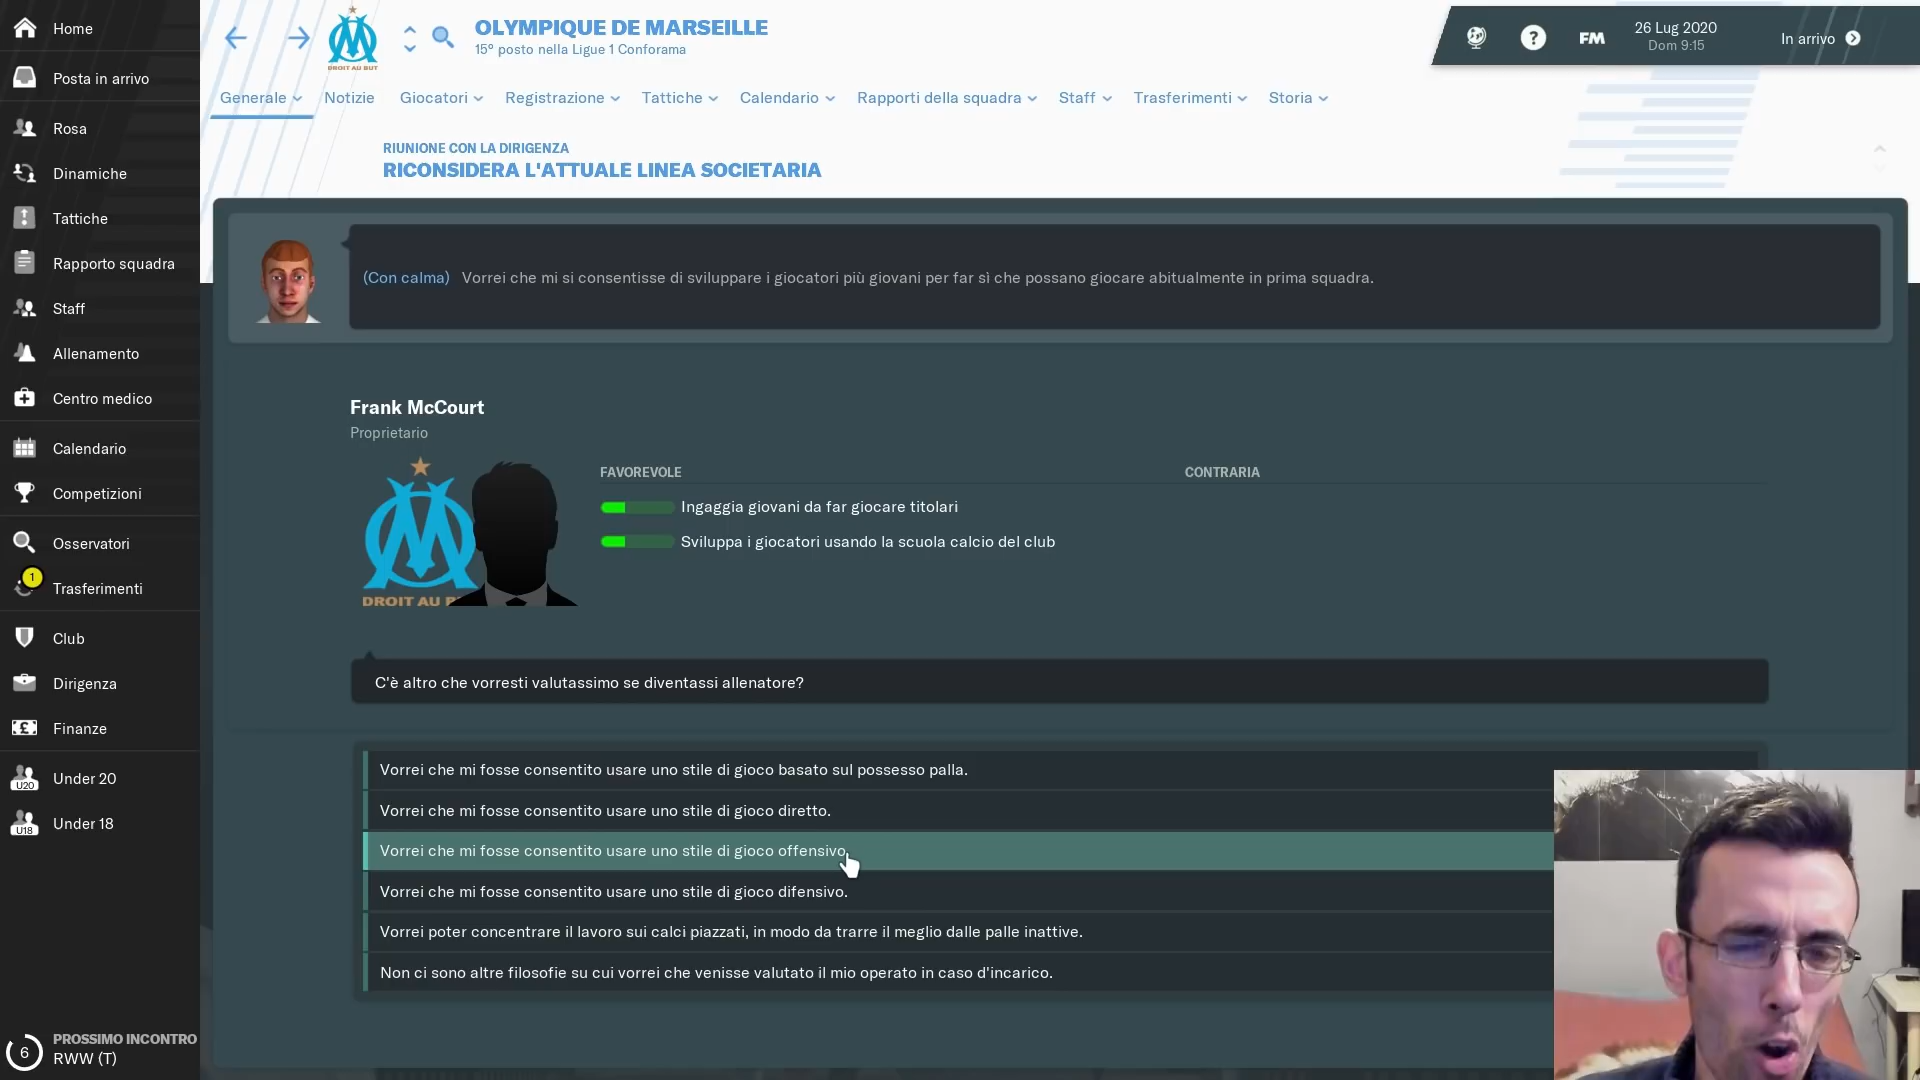 Home
Posta in arrivo
Rosa
Dinamiche
Tattiche
Rapporto squadra
Staff
Allenamento
Centro medico
Calendario
Competizioni
Osservatori
1
Trasferimenti
Club
Dirigenza
Finanze
U20
Under 20
U18
Under 18
6
PROSSIMO INCONTRO
RWW (T)
DROIT AU BUT
OLYMPIQUE DE MARSEILLE
15° posto nella Ligue 1 Conforama
?
FM
26 Lug 2020
Dom 9:15
In arrivo
Generale Notizie Giocatori Registrazione Tattiche Calendario Rapporti della squadra Staff Trasferimenti Storia
RIUNIONE CON LA DIRIGENZA
RICONSIDERA L'ATTUALE LINEA SOCIETARIA
(Con calma) Vorrei che mi si consentisse di sviluppare i giocatori più giovani per far sì che possano giocare abitualmente in prima squadra.
Frank McCourt
Proprietario
DROIT AU
FAVOREVOLE
CONTRARIA
Ingaggia giovani da far giocare titolari
Sviluppa i giocatori usando la scuola calcio del club
C'è altro che vorresti valutassimo se diventassi allenatore?
Vorrei che mi fosse consentito usare uno stile di gioco basato sul possesso palla.
Vorrei che mi fosse consentito usare uno stile di gioco diretto.
Vorrei che mi fosse consentito usare uno stile di gioco offensivo.
Vorrei che mi fosse consentito usare uno stile di gioco difensivo.
Vorrei poter concentrare il lavoro sui calci piazzati, in modo da trarre il meglio dalle palle inattive.
Non ci sono altre filosofie su cui vorrei che venisse valutato il mio operato in caso d'incarico.